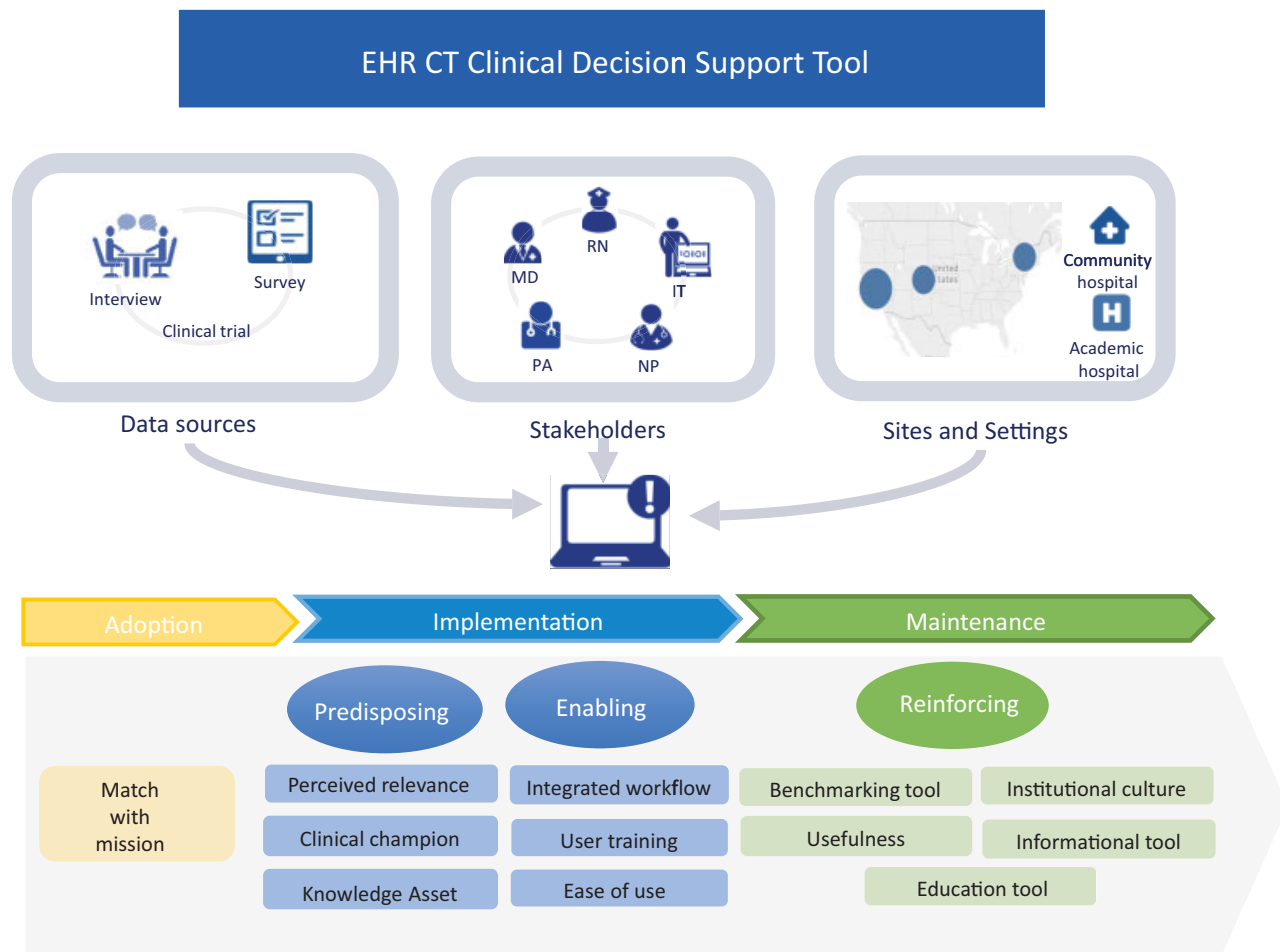 EHR CT Clinical Decision Support Tool
Interview
Survey
Clinical trial
Data sources
RN
MD
IT
PA
NP
Stakeholders
United
States
Community
hospital
H
Academic
hospital
Sites and Settings
!
Adoption
Implementation
Maintenance
Predisposing
Enabling
Reinforcing
Match
with
mission
Perceived relevance
Clinical champion
Knowledge Asset
Integrated workflow
User training
Ease of use
Benchmarking tool
Institutional culture
Usefulness
Informational tool
Education tool